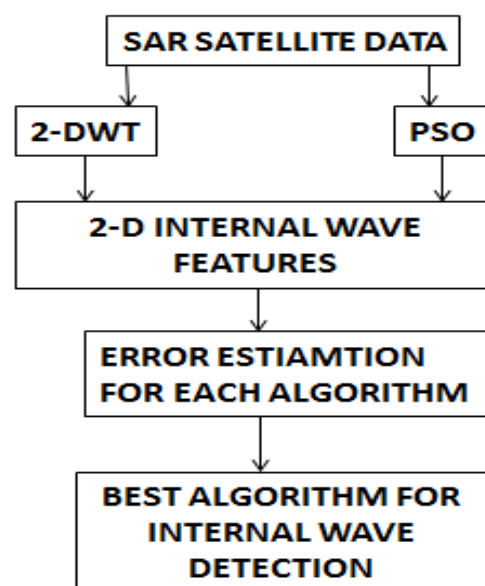 SAR SATELLITE DATA
2-DWT
PSO
2-D INTERNAL WAVE
FEATURES
ERROR ESTIAMTION
FOR EACH ALGORITHM
BEST ALGORITHM FOR
INTERNAL WAVE
DETECTION